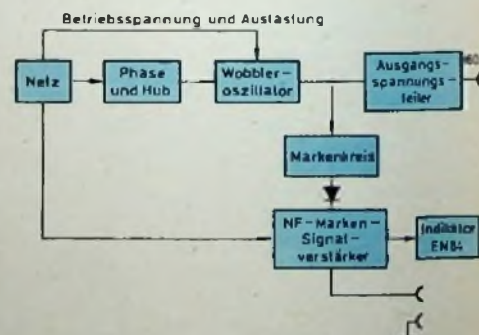 Betriebsspannung und Austastung
Netz
Phase
und Hub
Wobbler-
oszillator
Ausgangs-
spannungs-
teiler
Markenkreis
NF-Marken-
Signal-
verstärker
Indikator
EM84